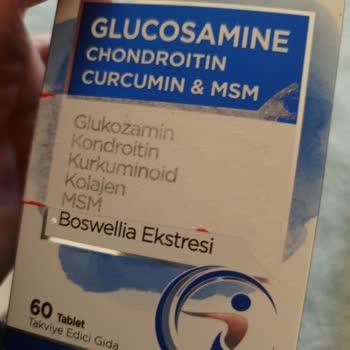 GLUCOSAMINE
CHONDROITIN
CURCUMIN & MSM
Glukozamin
Kondroitin
Kurkuminoid
Kolajen
MSM
Boswellia Ekstresi
60 Tablet
Takviye Edici Gıda